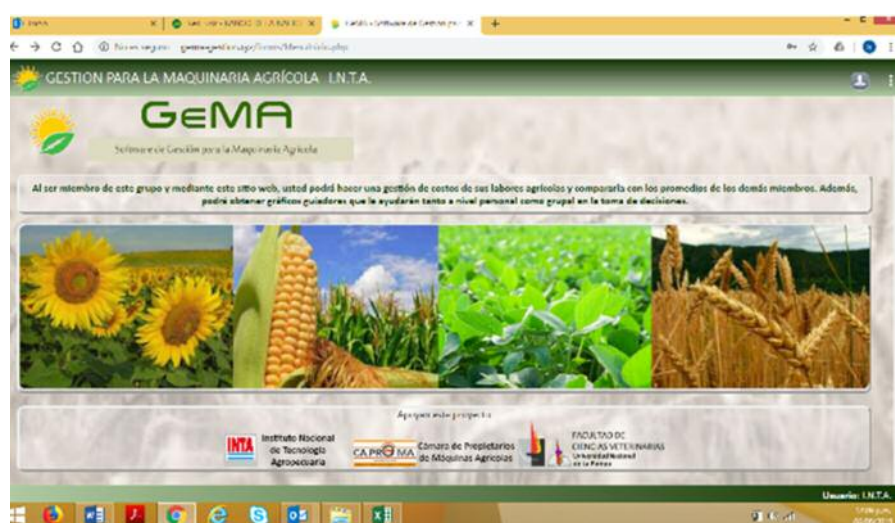 No es seguro
GESTION PARA LA MAQUINARIA AGRÍCOLA I.N.T.A.
GeMA
Software de Gestión para la Maquinaria Agrícola
Al ser miembro de este grupo y mediante este sitio web, usted podrá hacer una gestión de costos de sus labores agrícolas y compararla con los promedios de los demás miembros. Además,
podrá obtener gráficos guiadores que le ayudarán tanto a nivel personal como grupal en la toma de decisiones.
Apoyan este proyecto
INTA
Instituto Nacional
de Tecnología
Agropecuaria
CAPROMA
Cámara de Propietarios
de Máquinas Agrícolas
FACULTAD DE
CIENCIAS VETERINARIAS
Universidad Nacional
de la Pampa
Usuario: I.N.T.A.